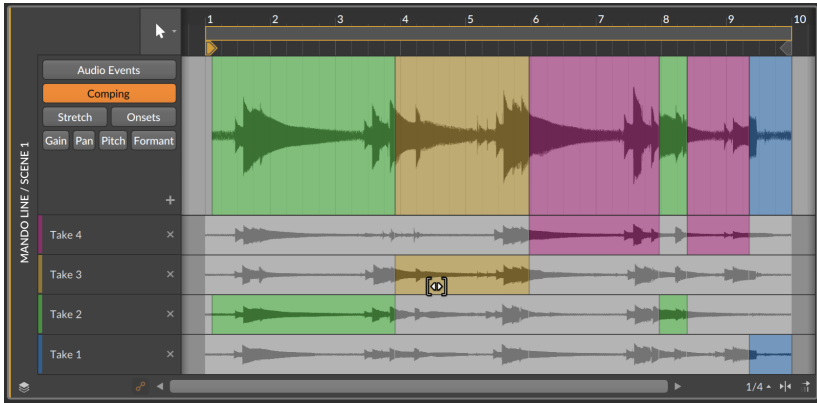 1 2 3 4 5 6 7 8 9 10
Audio Events
Comping
Stretch Onsets
Gain Pan Pitch Formant
MANDO LINE / SCENE 1
Take 4
Take 3
Take 2
Take 1
1/4